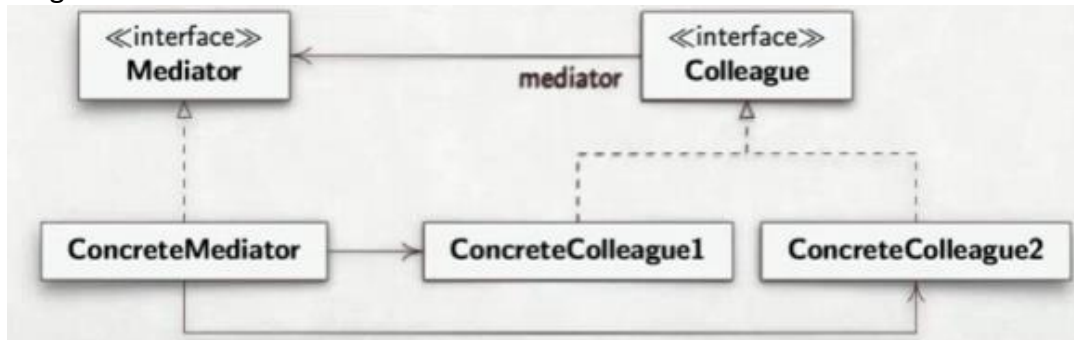 ≪interface≫
Mediator
mediator
≪interface≫
Colleague
ConcreteMediator
ConcreteColleague1
ConcreteColleague2